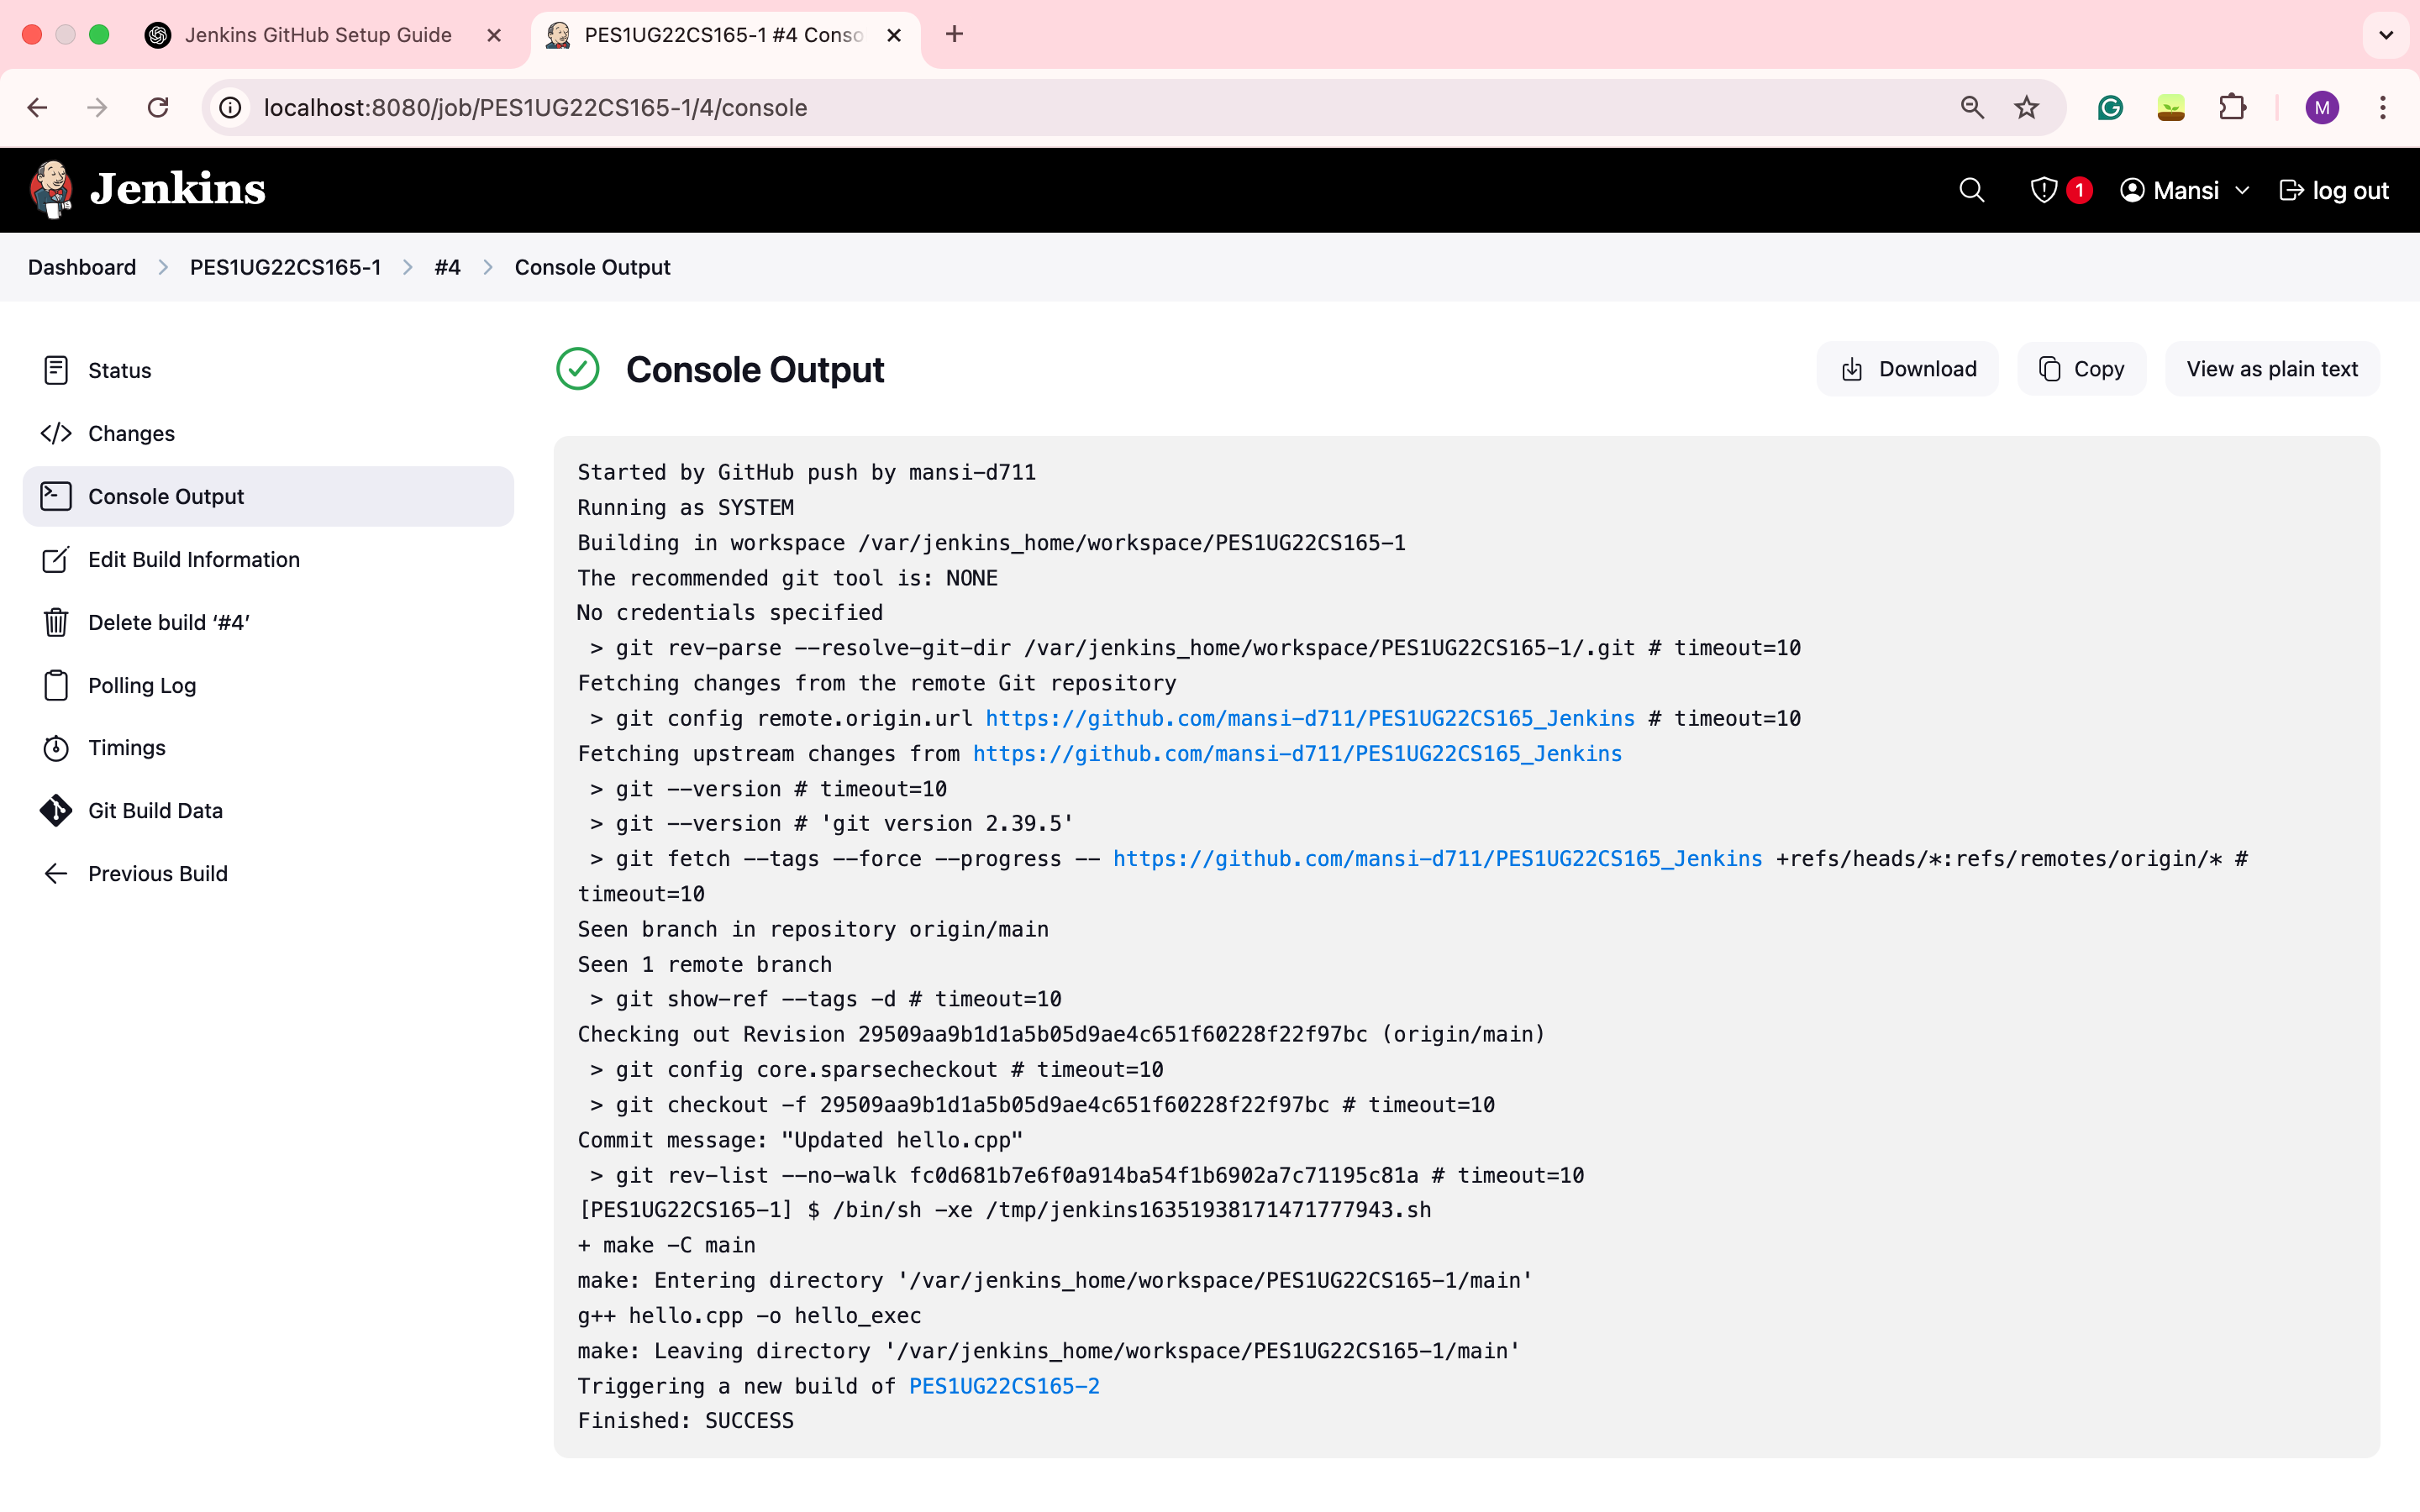 Jenkins GitHub Setup Guide
PES1UG22CS165-1 #4 Conso
localhost:8080/job/PES1UG22CS165-1/4/console
M
Jenkins
1
Mansi
log out
Dashboard
PES1UG22CS165-1
#4
Console Output
Status
Changes
Console Output
Edit Build Information
Delete build ‘#4’
Polling Log
Timings
Git Build Data
Previous Build
Console Output
Download
Copy
View as plain text
Started by GitHub push by mansi-d711
Running as SYSTEM
Building in workspace /var/jenkins_home/workspace/PES1UG22CS165-1
The recommended git tool is: NONE
No credentials specified
 > git rev-parse --resolve-git-dir /var/jenkins_home/workspace/PES1UG22CS165-1/.git # timeout=10
Fetching changes from the remote Git repository
 > git config remote.origin.url https://github.com/mansi-d711/PES1UG22CS165_Jenkins # timeout=10
Fetching upstream changes from https://github.com/mansi-d711/PES1UG22CS165_Jenkins
 > git --version # timeout=10
 > git --version # 'git version 2.39.5'
 > git fetch --tags --force --progress -- https://github.com/mansi-d711/PES1UG22CS165_Jenkins +refs/heads/*:refs/remotes/origin/* #
timeout=10
Seen branch in repository origin/main
Seen 1 remote branch
 > git show-ref --tags -d # timeout=10
Checking out Revision 29509aa9b1d1a5b05d9ae4c651f60228f22f97bc (origin/main)
 > git config core.sparsecheckout # timeout=10
 > git checkout -f 29509aa9b1d1a5b05d9ae4c651f60228f22f97bc # timeout=10
Commit message: "Updated hello.cpp"
 > git rev-list --no-walk fc0d681b7e6f0a914ba54f1b6902a7c71195c81a # timeout=10
[PES1UG22CS165-1] $ /bin/sh -xe /tmp/jenkins16351938171471777943.sh
+ make -C main
make: Entering directory '/var/jenkins_home/workspace/PES1UG22CS165-1/main'
g++ hello.cpp -o hello_exec
make: Leaving directory '/var/jenkins_home/workspace/PES1UG22CS165-1/main'
Triggering a new build of PES1UG22CS165-2
Finished: SUCCESS